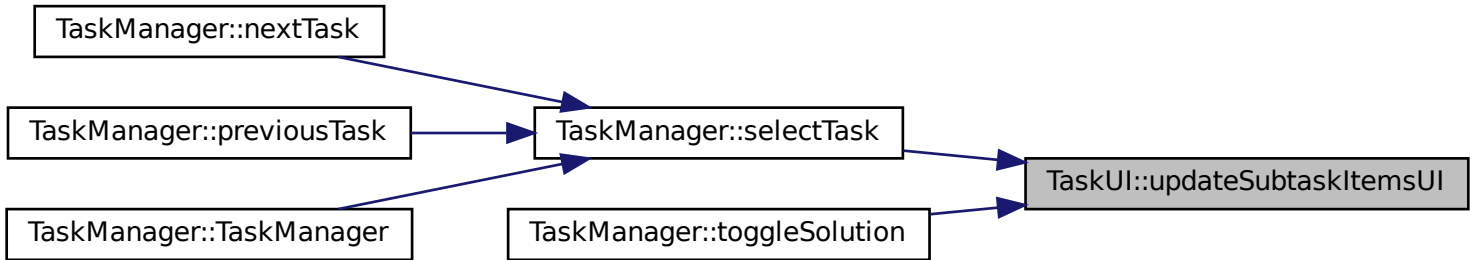 TaskManager::nextTask
TaskManager::previousTask
TaskManager::selectTask
TaskUI::updateSubtaskItemsUI
TaskManager::TaskManager
TaskManager::toggleSolution